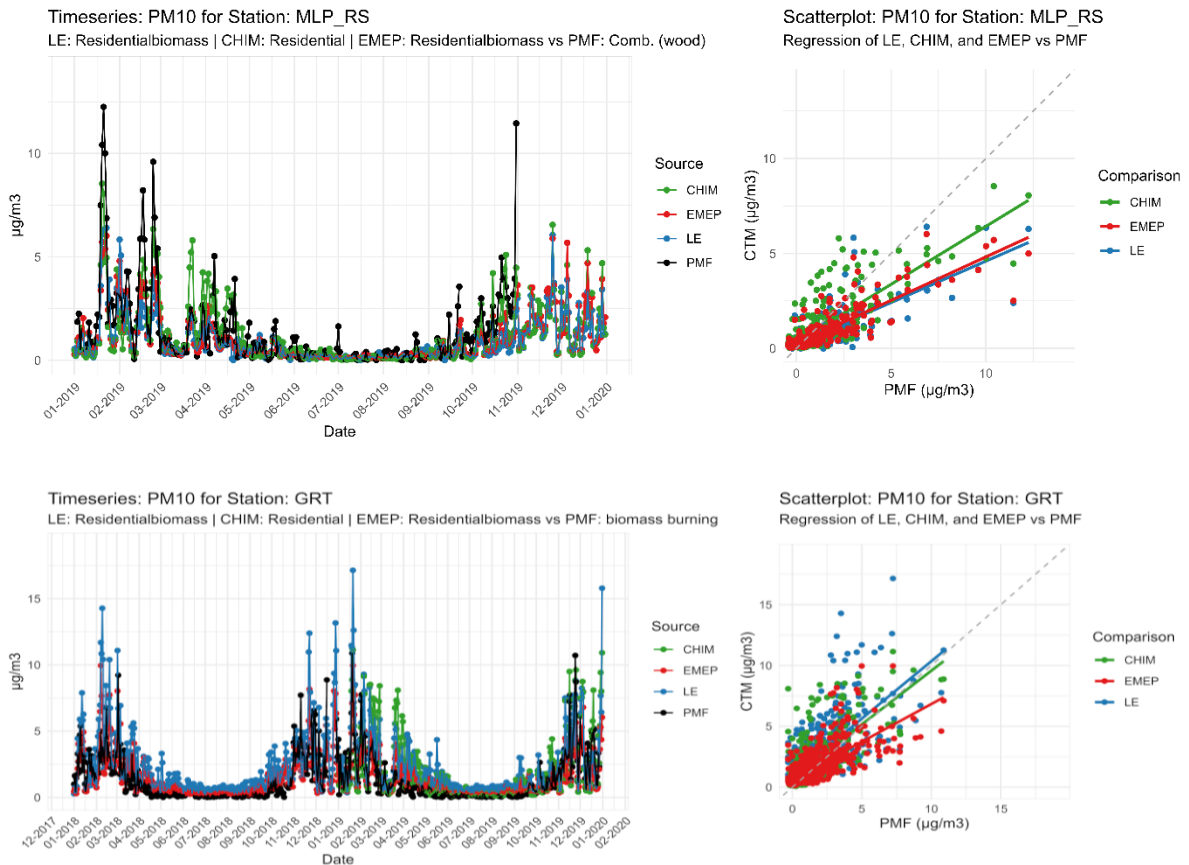 Timeseries: PM10 for Station: MLP_RS
LE: Residentialbiomass | CHIM: Residential | EMEP: Residentialbiomass vs PMF: Comb. (wood)
µg/m3
10
5
0
01-2019
02-2019
03-2019
04-2019
05-2019
06-2019
07-2019
08-2019
09-2019
10-2019
11-2019
12-2019
01-2020
Date
Source
CHIM
EMEP
LE
PMF
Scatterplot: PM10 for Station: MLP_RS
Regression of LE, CHIM, and EMEP vs PMF
CTM (µg/m3)
10
5
0
0
5
10
PMF (µg/m3)
Comparison
CHIM
EMEP
LE
Timeseries: PM10 for Station: GRT
LE: Residentialbiomass | CHIM: Residential | EMEP: Residentialbiomass vs PMF: biomass burning
µg/m3
15
10
5
0
12-2017
01-2018
02-2018
03-2018
04-2018
05-2018
06-2018
07-2018
08-2018
09-2018
10-2018
11-2018
12-2018
01-2019
02-2019
03-2019
04-2019
05-2019
06-2019
07-2019
08-2019
09-2019
10-2019
11-2019
12-2019
01-2020
02-2020
Date
Source
CHIM
EMEP
LE
PMF
Scatterplot: PM10 for Station: GRT
Regression of LE, CHIM, and EMEP vs PMF
CTM (µg/m3)
15
10
5
0
0
5
10
15
PMF (µg/m3)
Comparison
CHIM
EMEP
LE